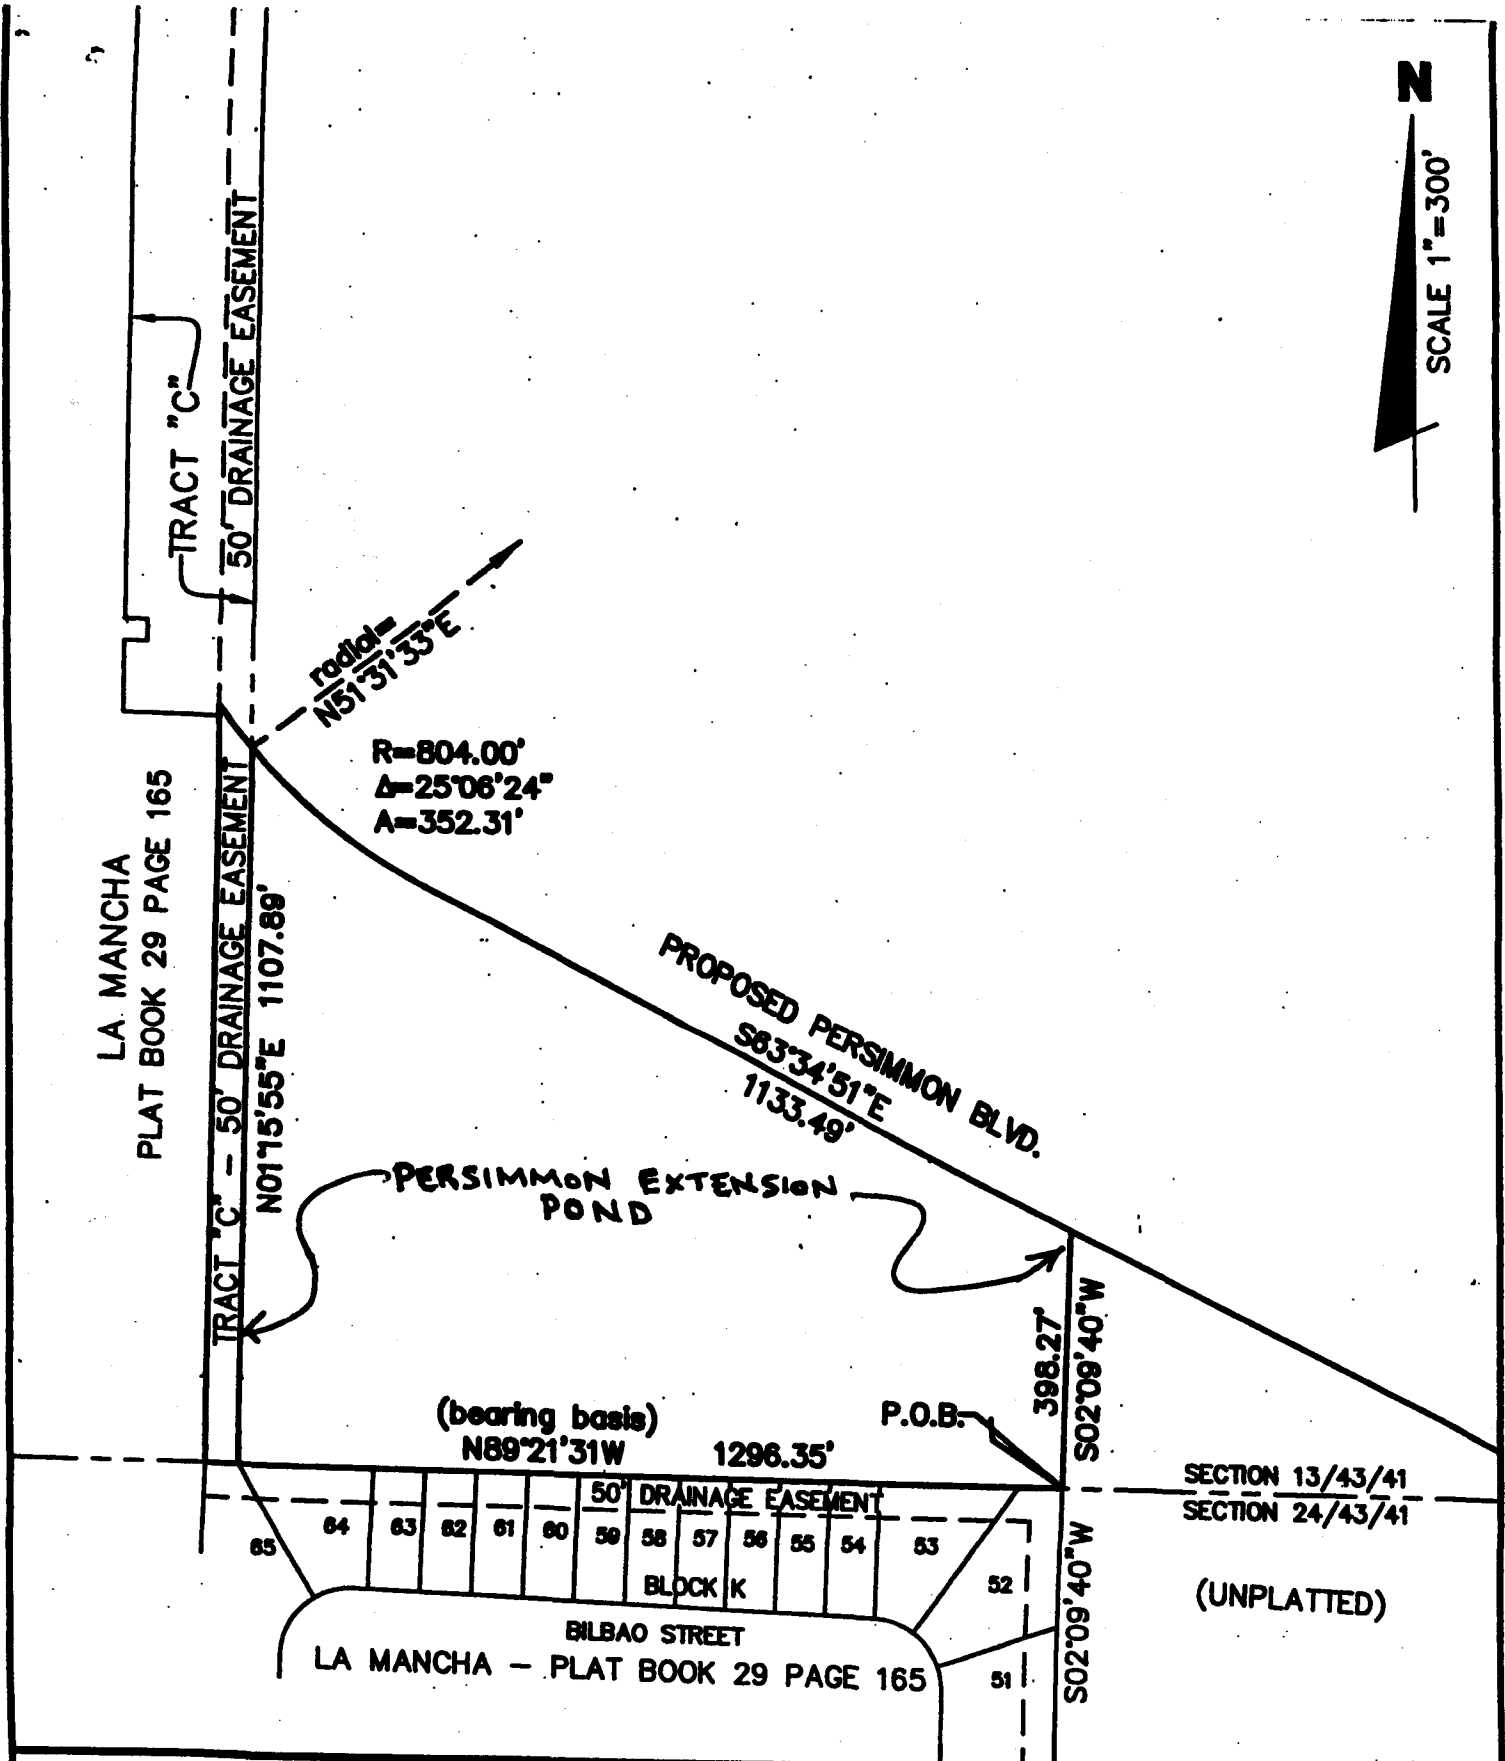 N
SCALE 1"=300'
50' DRAINAGE EASEMENT
TRACT "C"
radial=
N51°31'33"E
R=804.00'
Δ=25°06'24"
A=352.31'
LA MANCHA
PLAT BOOK 29 PAGE 165
TRACT "C" - 50' DRAINAGE EASEMENT
N01°15'55"E 1107.89'
PROPOSED PERSIMMON BLVD.
S63°34'51"E
1133.49'
PERSIMMON EXTENSION
POND
398.27'
S02°09'40"W
(bearing basis)
N89°21'31W 1296.35'
P.O.B.
SECTION 13/43/41
SECTION 24/43/41
50' DRAINAGE EASEMENT
65 64 63 62 61 60 59 58 57 56 55 54 53
52
51
BLOCK K
S02°09'40"W
(UNPLATTED)
BILBAO STREET
LA MANCHA - PLAT BOOK 29 PAGE 165